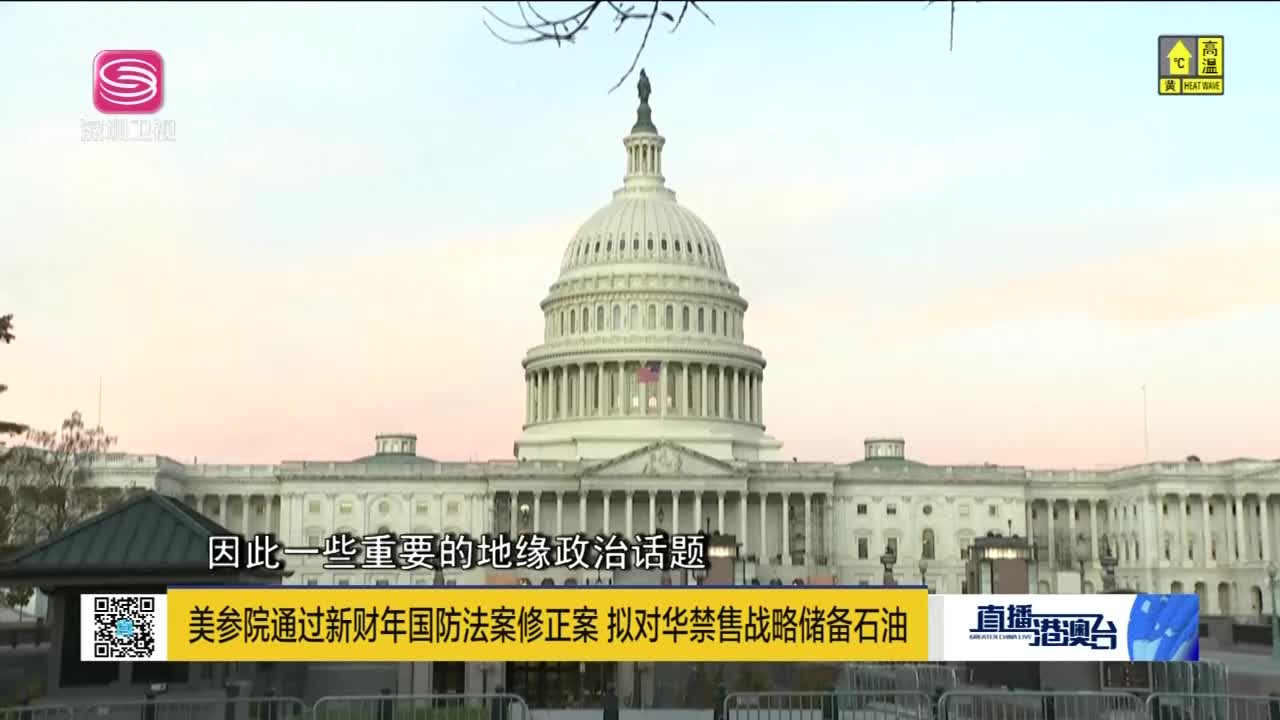 深圳卫视
℃
高温
黄
HEAT WAVE
因此一些重要的地缘政治话题
美参院通过新财年国防法案修正案 拟对华禁售战略储备石油
直播港澳台
GREATER CHINA LIVE